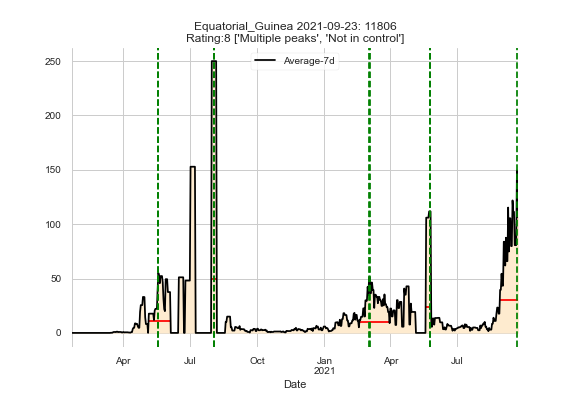 Equatorial_Guinea 2021-09-23: 11806
Rating:8 ['Multiple peaks', 'Not in control']
Average-7d
250
200
150
100
50
0
Apr Jul Oct Jan Apr Jul
2021
Date